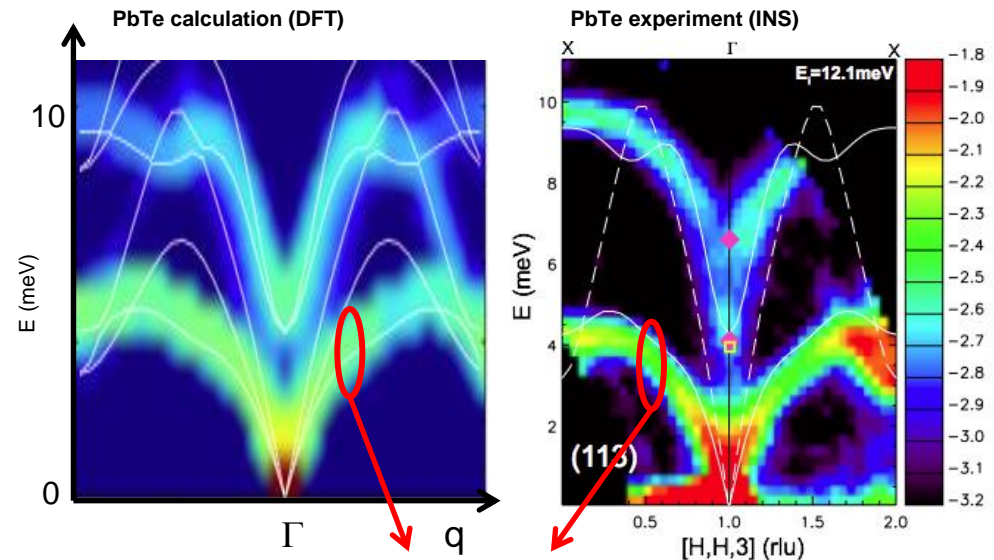 PbTe calculation (DFT)
PbTe experiment (INS)
10
E (meV)
0
Γ
q
X
Γ
X
Ei=12.1meV
10
8
6
4
2
E (meV)
(113)
0.5
1.0
1.5
2.0
[H,H,3] (rlu)
−1.8
−1.9
−2.0
−2.1
−2.2
−2.3
−2.4
−2.5
−2.6
−2.7
−2.8
−2.9
−3.0
−3.1
−3.2